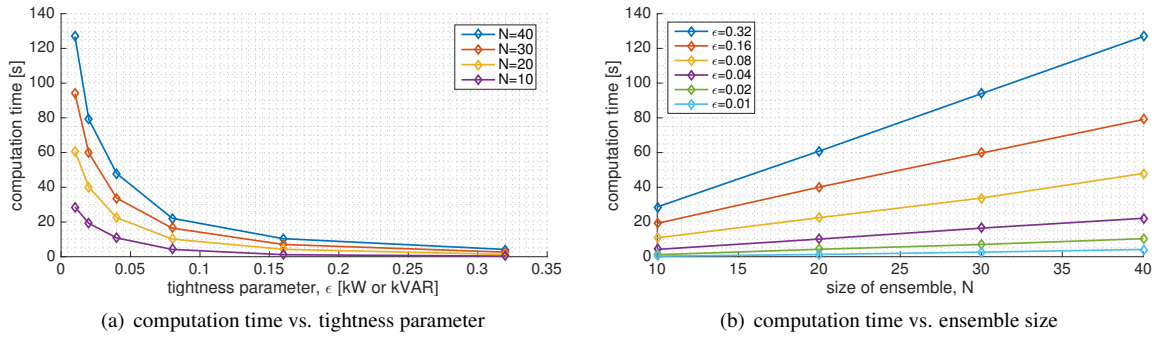 140
120
100
80
60
40
20
0
computation time [s]
N=40
N=30
N=20
N=10
0 0.05 0.1 0.15 0.2 0.25 0.3 0.35
tightness parameter, ϵ [kW or kVAR]
(a) computation time vs. tightness parameter
140
120
100
80
60
40
20
0
computation time [s]
ϵ=0.32
ϵ=0.16
ϵ=0.08
ϵ=0.04
ϵ=0.02
ϵ=0.01
10 15 20 25 30 35 40
size of ensemble, N
(b) computation time vs. ensemble size